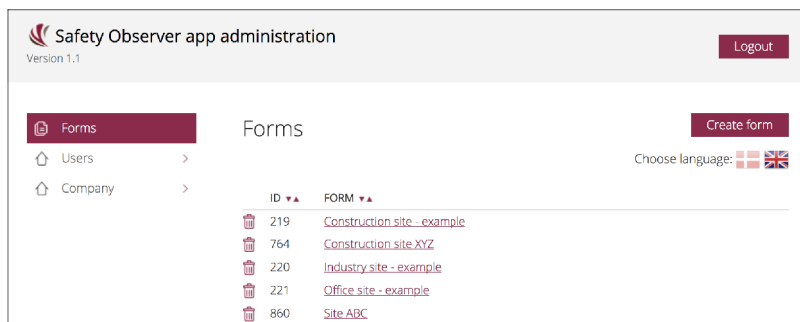 Safety Observer app administration
Version 1.1
Logout
Forms
Users
Company
Forms
Create form
Choose language:
ID FORM
219 Construction site - example
764 Construction site XYZ
220 Industry site - example
221 Office site - example
860 Site ABC